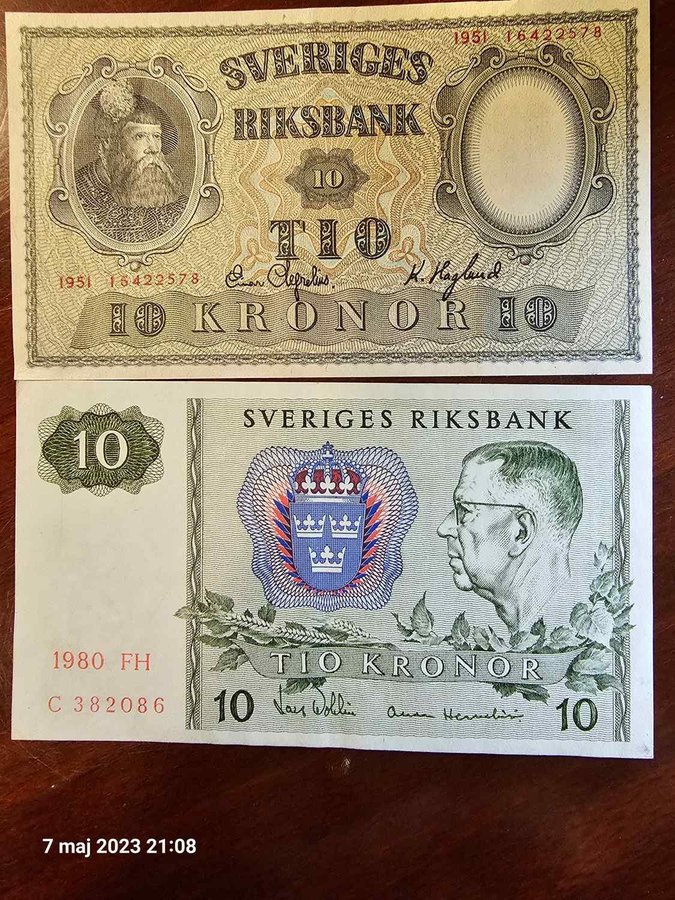 1951 16422578
SVERIGES
RIKSBANK
10
TIO
1951 16422578
10 KRONOR 10
SVERIGES RIKSBANK
10
TIO KRONOR
1980 FH
C 382086
10
10
7 maj 2023 21:08